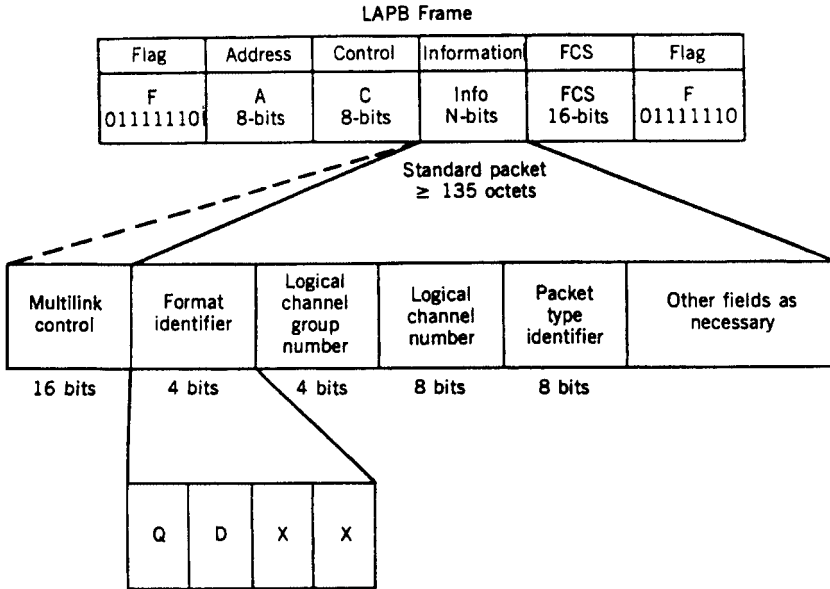 LAPB Frame
Flag Address Control Information FCS Flag
F A C Info FCS F
01111110 8-bits 8-bits N-bits 16-bits 01111110
Standard packet
≥ 135 octets
Multilink control
Format identifier
Logical channel group number
Logical channel number
Packet type identifier
Other fields as necessary
16 bits 4 bits 4 bits 8 bits 8 bits
Q D X X